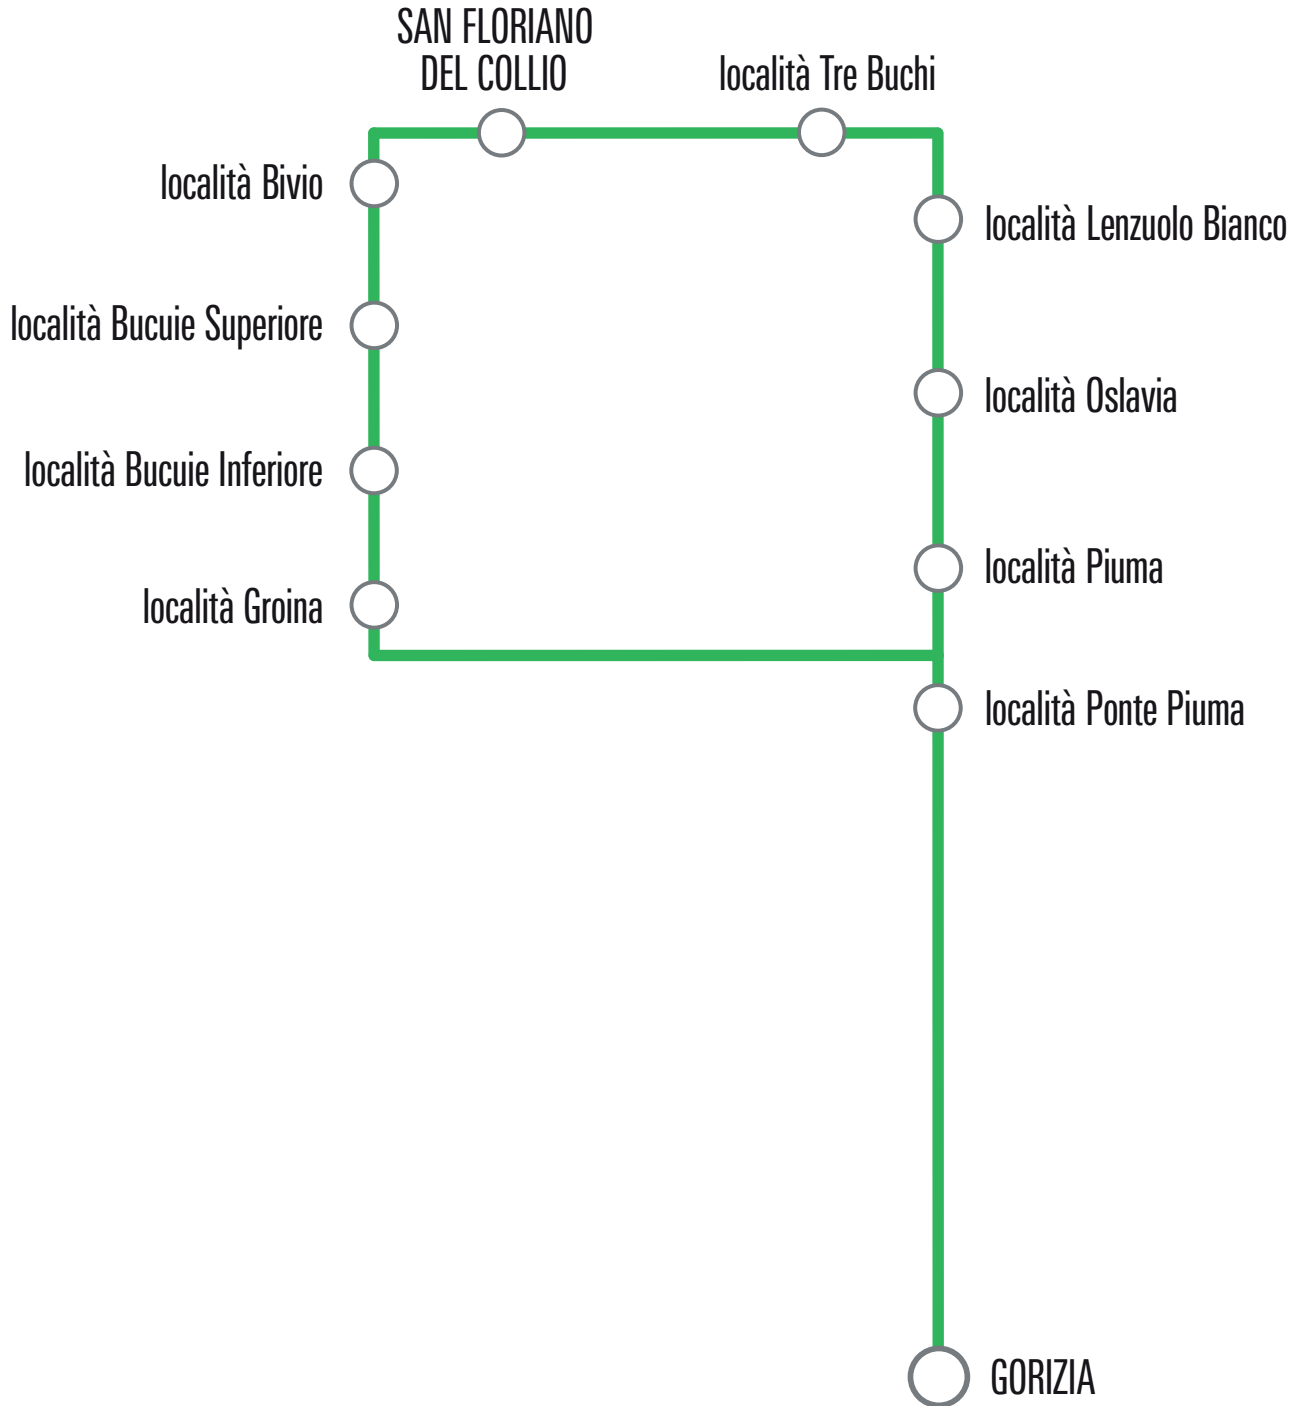 SAN FLORIANO
DEL COLLIO
località Tre Buchi
località Bivio
località Lenzuolo Bianco
località Bucuie Superiore
località Oslavia
località Bucuie Inferiore
località Piuma
località Groina
località Ponte Piuma
GORIZIA